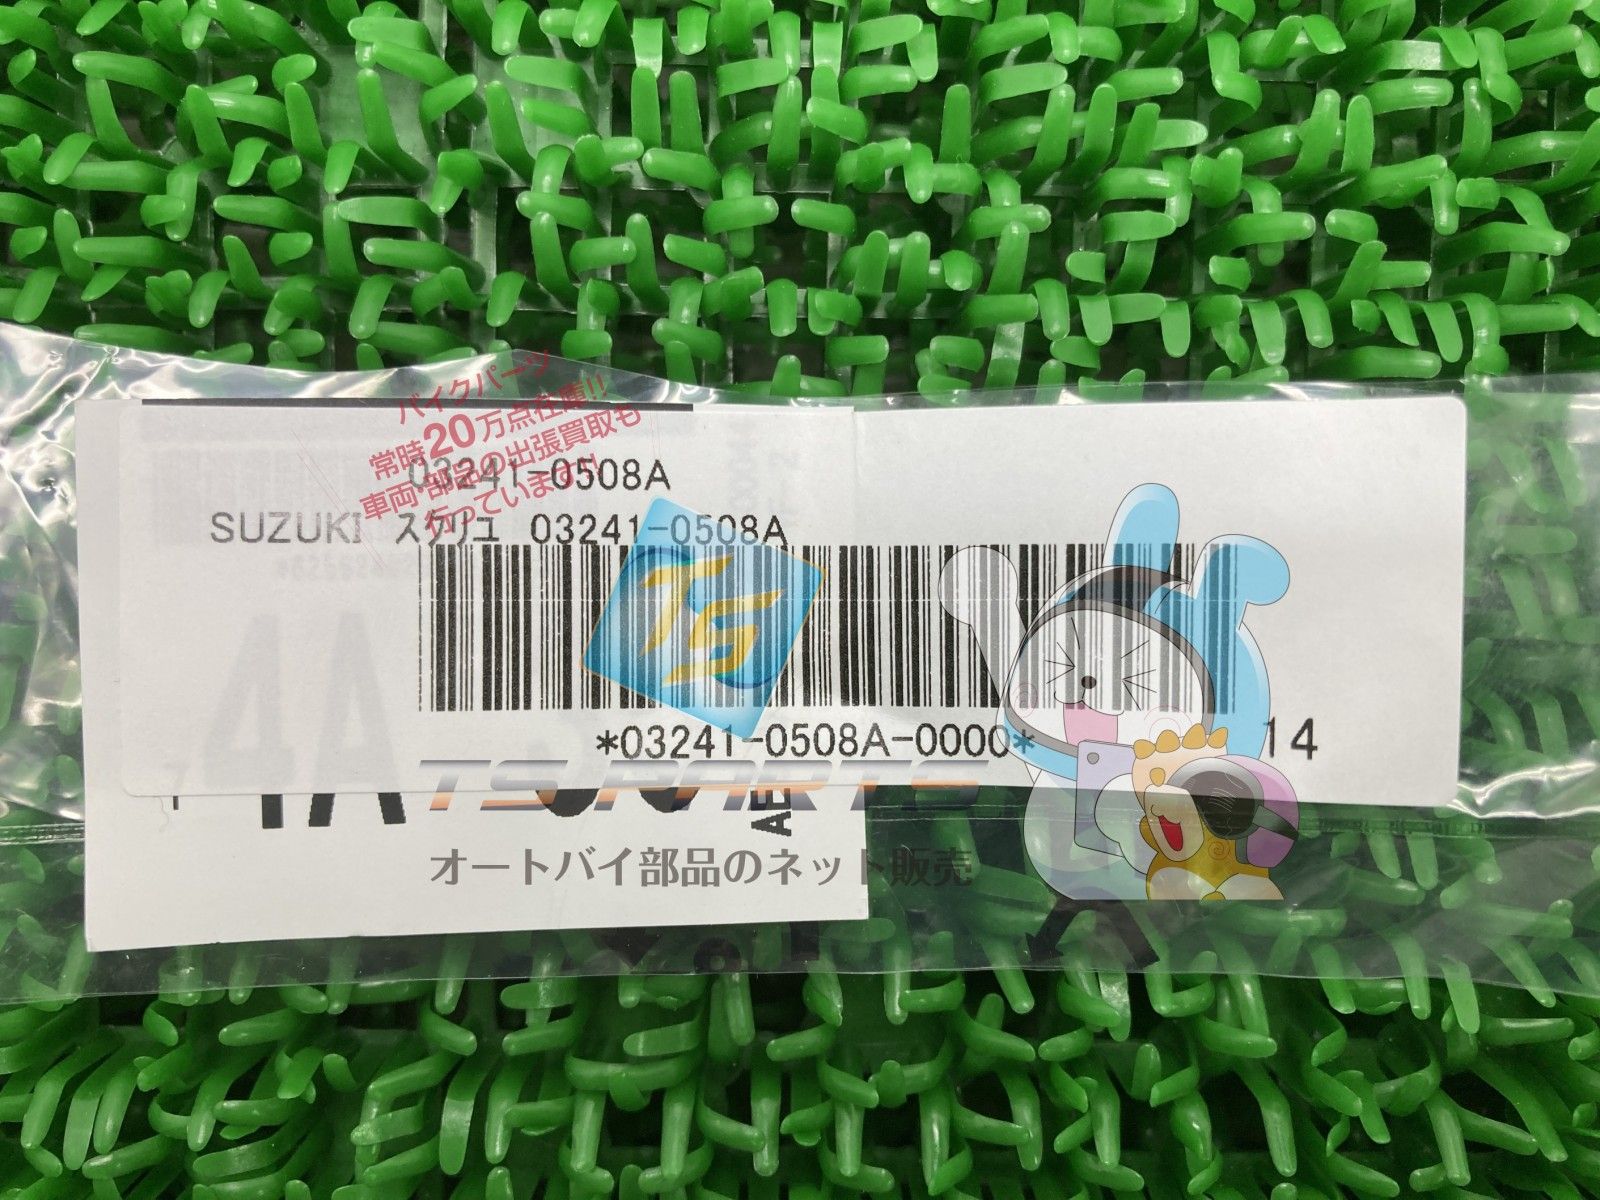 バイクパーツ
常時20万点在庫!!
車両・部品の出張買取も
行っています!!
03241-0508A
SUZUKI スクリュ 03241-0508A
TS
*03241-0508A-0000*
14
TS PARTS
4A
AE
オートバイ部品のネット販売